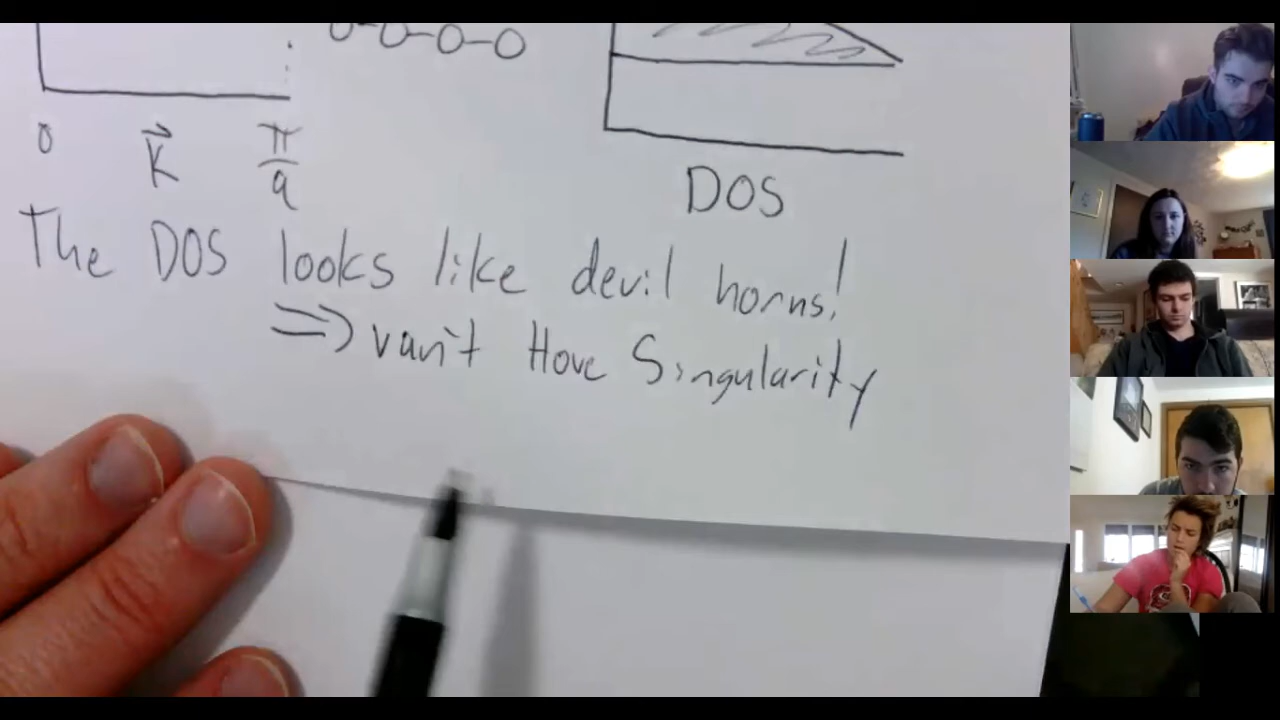 0 k⃗ π/a
DOS
The DOS looks like devil horns!
⇒ van't Hove Singularity